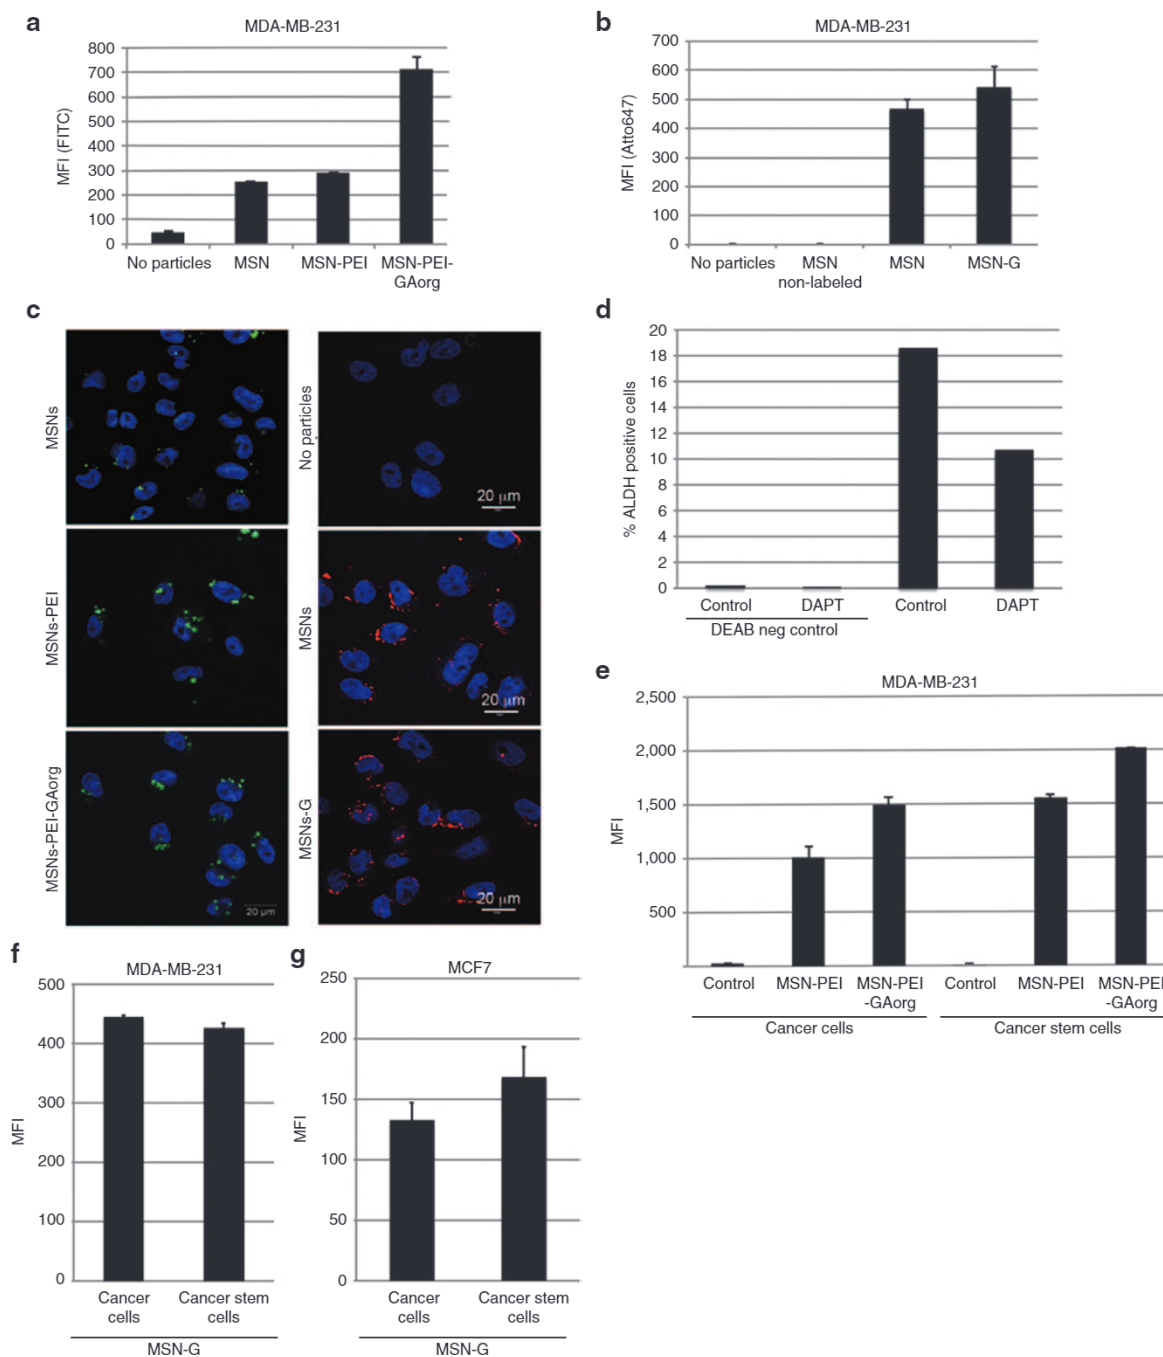 a
MDA-MB-231
MFI (FITC)
800
700
600
500
400
300
200
100
0
No particles
MSN
MSN-PEI
MSN-PEI-
GAorg
b
MDA-MB-231
MFI (Atto647)
700
600
500
400
300
200
100
0
No particles
MSN
non-labeled
MSN
MSN-G
c
MSNs
MSNs-PEI
MSNs-PEI-GAorg
20 µm
No particles
20 µm
MSNs
20 µm
MSNs-G
20 µm
d
% ALDH positive cells
20
18
16
14
12
10
8
6
4
2
0
Control
DAPT
Control
DAPT
DEAB neg control
e
MDA-MB-231
MFI
2,500
2,000
1,500
1,000
500
Control
MSN-PEI
MSN-PEI
-GAorg
Control
MSN-PEI
MSN-PEI
-GAorg
Cancer cells
Cancer stem cells
f
MDA-MB-231
MFI
500
400
300
200
100
0
Cancer
cells
Cancer stem
cells
MSN-G
g
MCF7
MFI
250
200
150
100
50
0
Cancer
cells
Cancer stem
cells
MSN-G